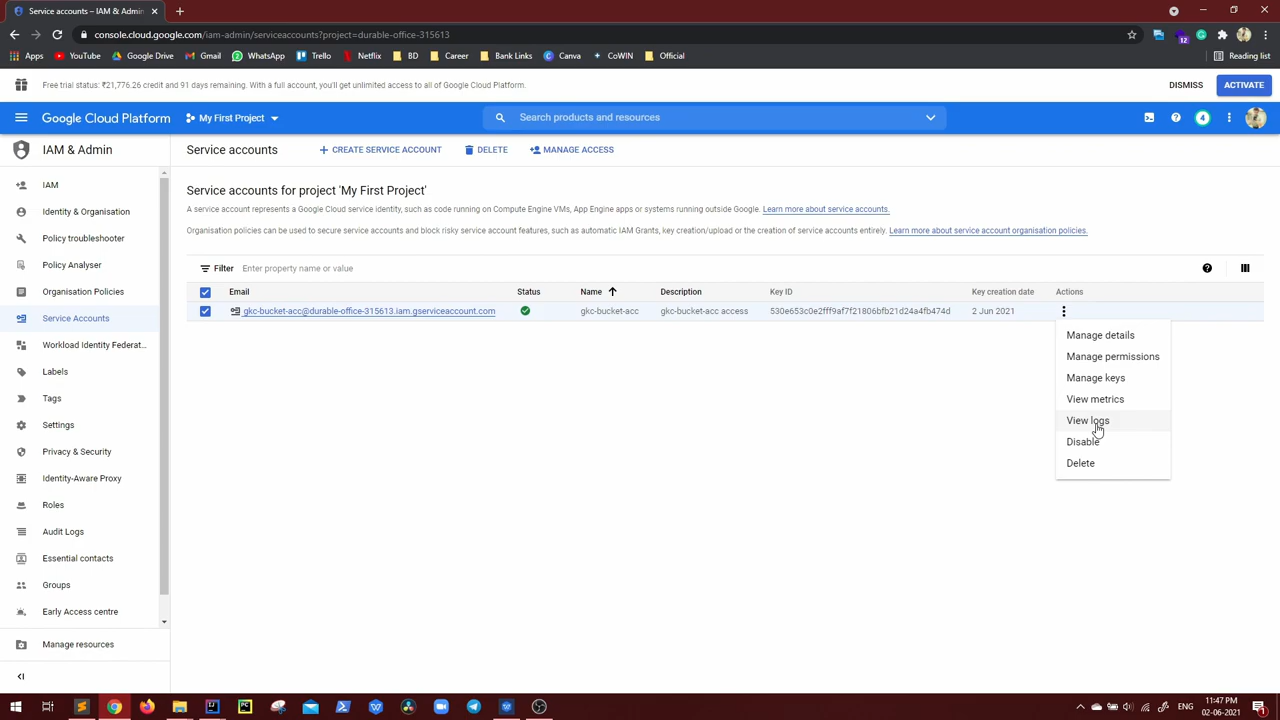 Service accounts – IAM & Admin
console.cloud.google.com/iam-admin/serviceaccounts?project=durable-office-315613
12
Apps YouTube Google Drive Gmail WhatsApp Trello Netflix BD Career Bank Links Canva CoWIN Official Reading list
Free trial status: ₹21,776.26 credit and 91 days remaining. With a full account, you'll get unlimited access to all of Google Cloud Platform. DISMISS ACTIVATE
Google Cloud Platform My First Project Search products and resources 4
IAM & Admin
Service accounts CREATE SERVICE ACCOUNT DELETE MANAGE ACCESS
IAM
Identity & Organisation
Policy troubleshooter
Policy Analyser
Organisation Policies
Service Accounts
Workload Identity Federat...
Labels
Tags
Settings
Privacy & Security
Identity-Aware Proxy
Roles
Audit Logs
Essential contacts
Groups
Early Access centre
Manage resources
Service accounts for project 'My First Project'
A service account represents a Google Cloud service identity, such as code running on Compute Engine VMs, App Engine apps or systems running outside Google. Learn more about service accounts.
Organisation policies can be used to secure service accounts and block risky service account features, such as automatic IAM Grants, key creation/upload or the creation of service accounts entirely. Learn more about service account organisation policies.
Filter Enter property name or value
Email Status Name Description Key ID Key creation date Actions
gkc-bucket-acc@durable-office-315613.iam.gserviceaccount.com gkc-bucket-acc gkc-bucket-acc access 530e653c0e2fff9af7f21806bfb21d24a4fb474d 2 Jun 2021
Manage details
Manage permissions
Manage keys
View metrics
View logs
Disable
Delete
ENG
11:47 PM
02-06-2021
1